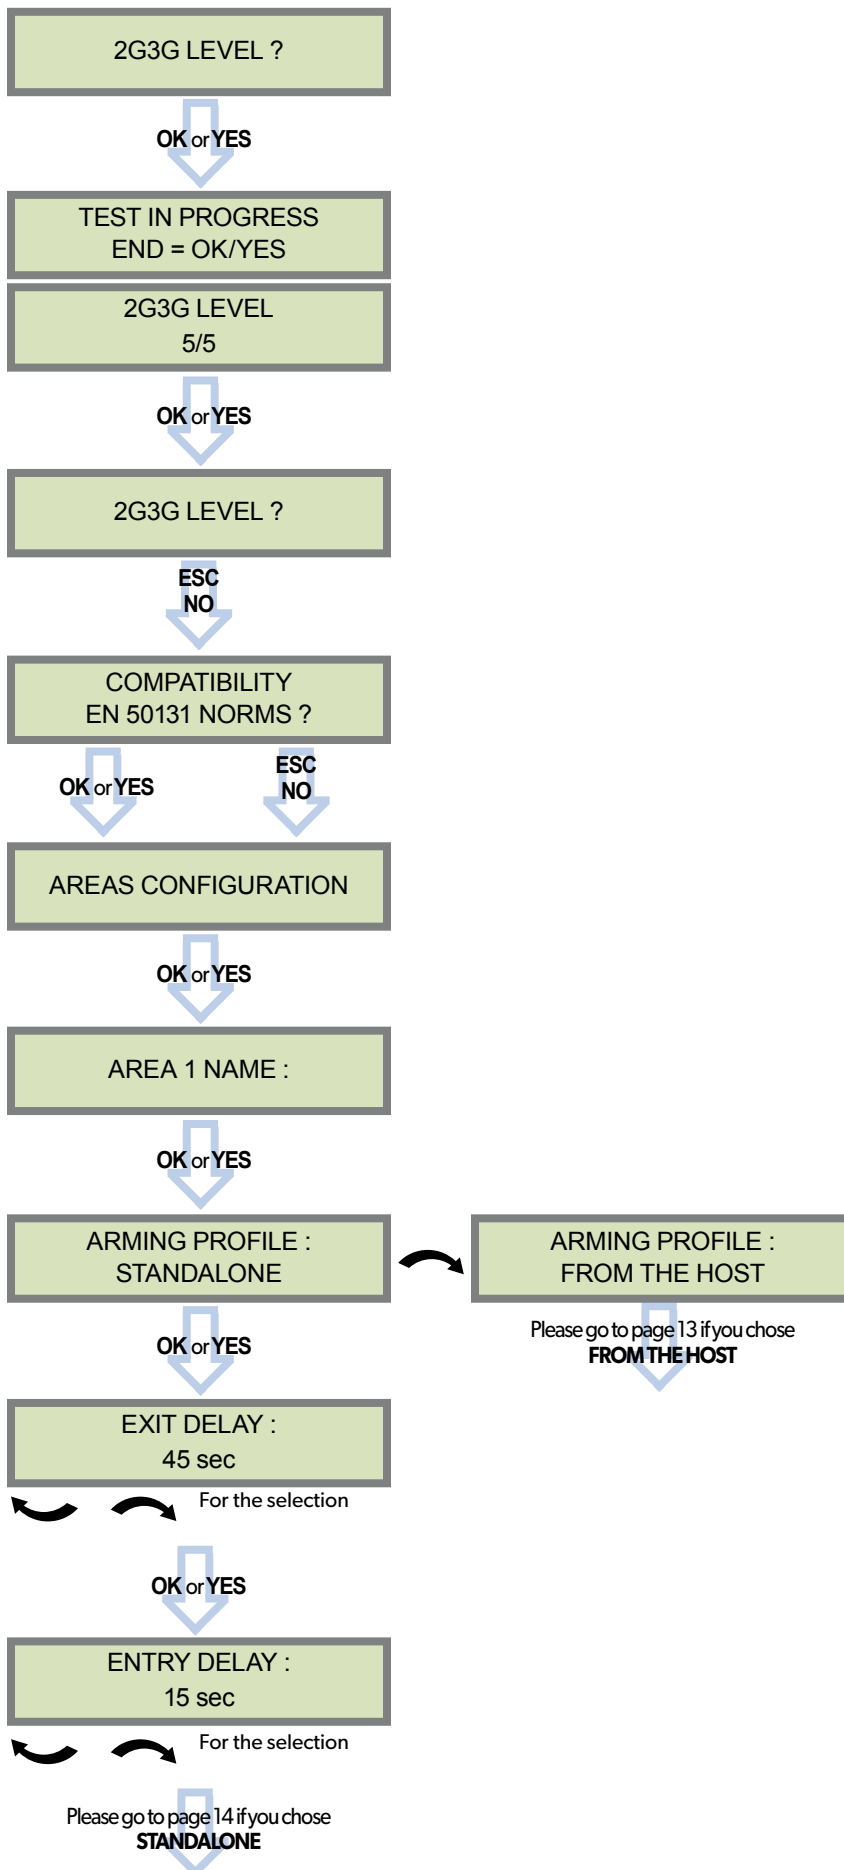 2G3G LEVEL ?
OK or YES
TEST IN PROGRESS
END = OK/YES
2G3G LEVEL
5/5
OK or YES
2G3G LEVEL ?
ESC
NO
COMPATIBILITY
EN 50131 NORMS ?
OK or YES
ESC
NO
AREAS CONFIGURATION
OK or YES
AREA 1 NAME :
OK or YES
ARMING PROFILE :
STANDALONE
ARMING PROFILE :
FROM THE HOST
OK or YES
Please go to page 13 if you chose
FROM THE HOST
EXIT DELAY :
45 sec
For the selection
OK or YES
ENTRY DELAY :
15 sec
For the selection
Please go to page 14 if you chose
STANDALONE